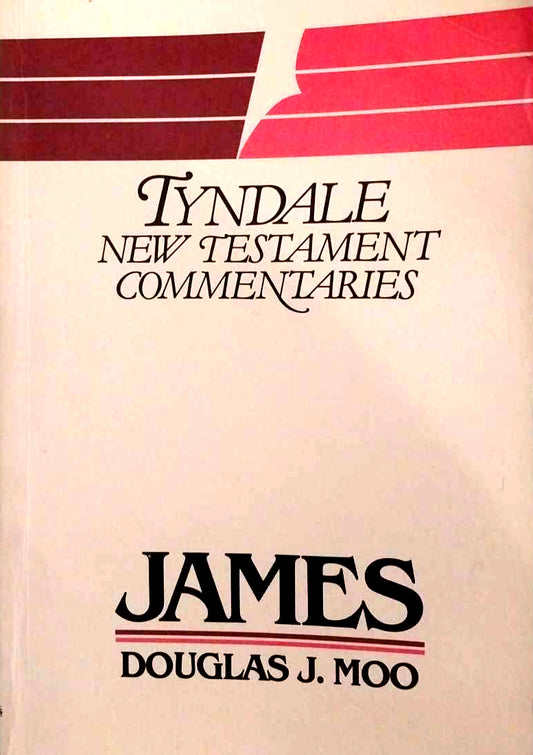 TYNDALE
NEW TESTAMENT
COMMENTARIES
JAMES
DOUGLAS J. MOO